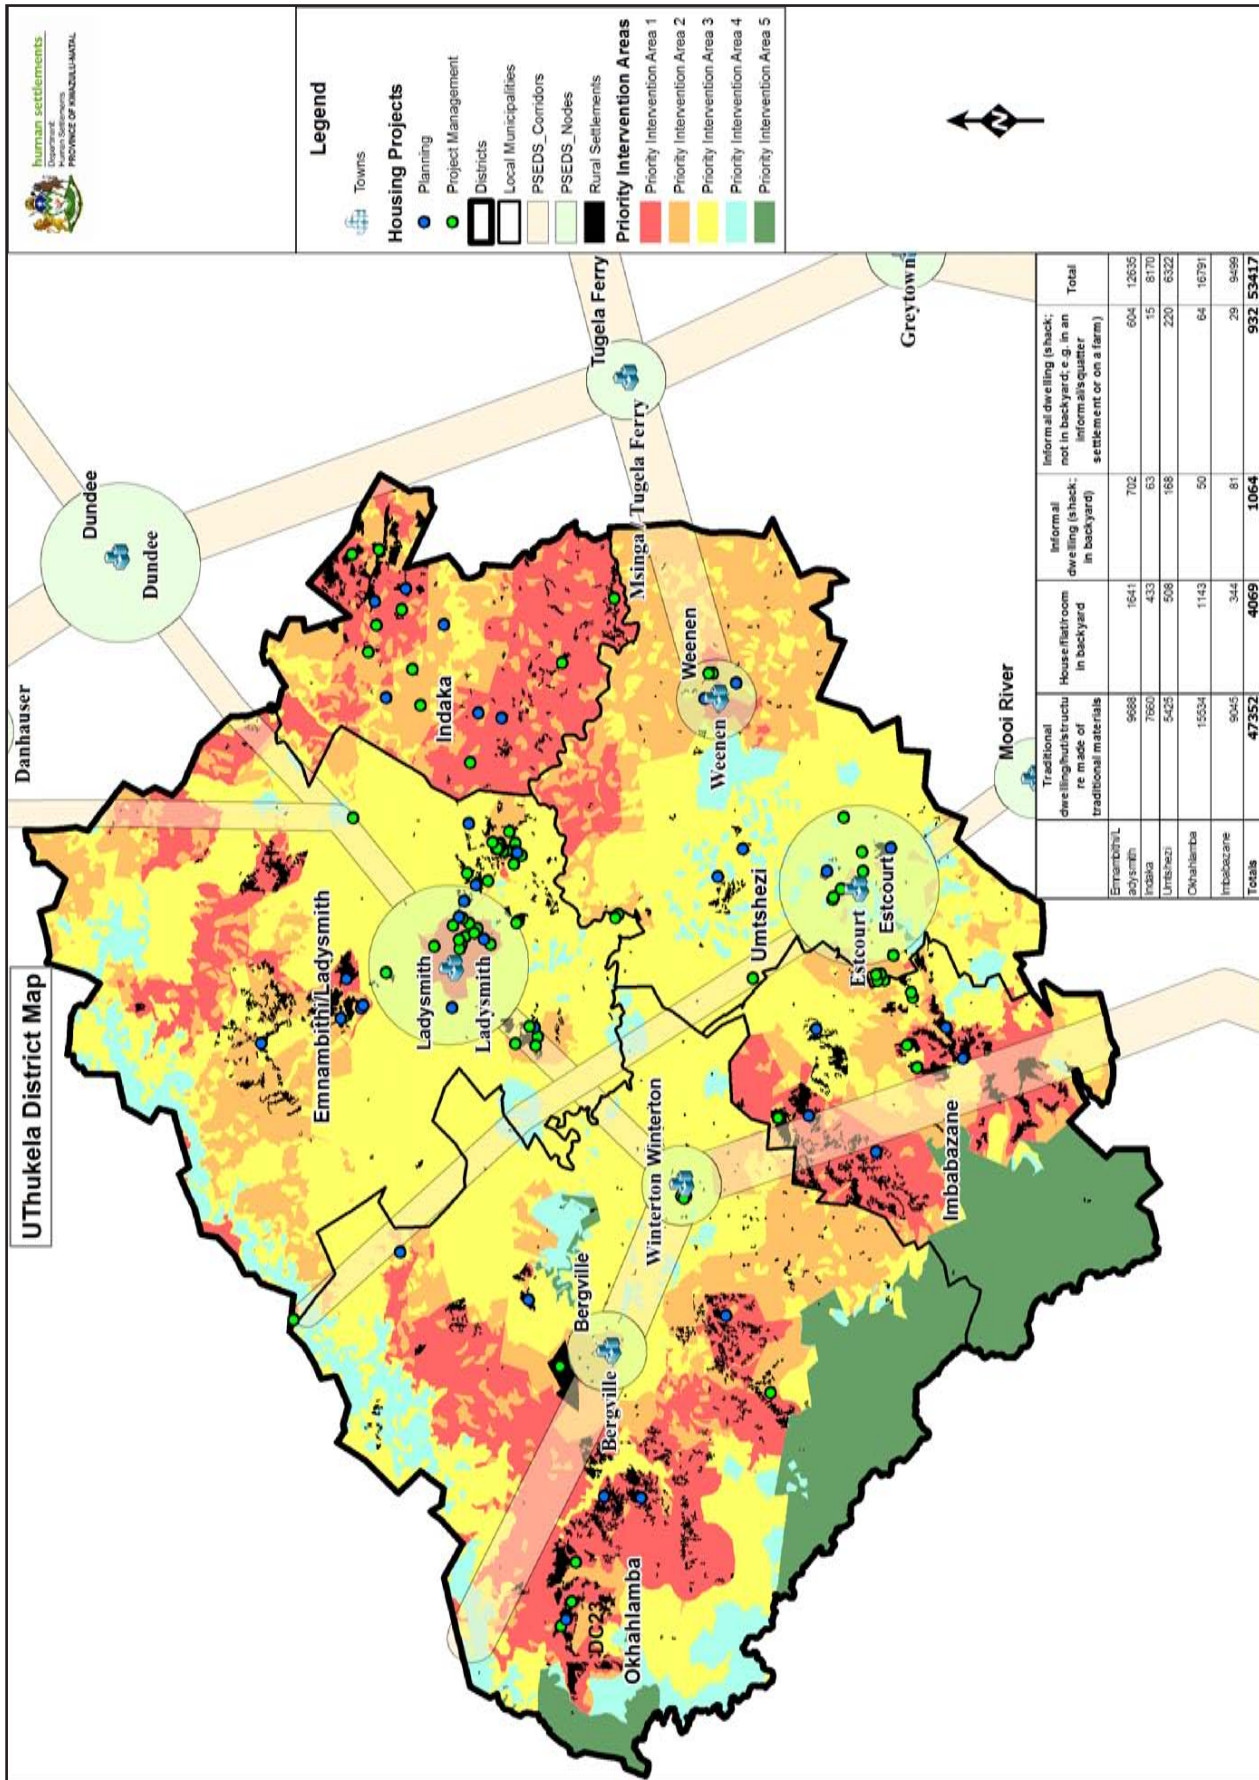 UThukela District Map
human settlements
Department:
Human Settlements
PROVINCE OF KWAZULU-NATAL
Legend
Towns
Housing Projects
Planning
Project Management
Districts
Local Municipalities
PSEDS_Corridors
PSEDS_Nodes
Rural Settlements
Priority Intervention Areas
Priority Intervention Area 1
Priority Intervention Area 2
Priority Intervention Area 3
Priority Intervention Area 4
Priority Intervention Area 5
N
Danhauser
Dundee
Dundee
Emnambithi/Ladysmith
Ladysmith
Ladysmith
Indaka
Tugela Ferry
Msinga / Tugela Ferry
Greytown
Weenen
Weenen
Mooi River
Umtshezi
Estcourt
Estcourt
Winterton Winterton
Bergville
Bergville
Imbabazane
DC23
Okhahlamba
Traditional dwelling/hut/structu re made of traditional materials House/flat/room in backyard Informal dwelling (shack; in backyard) Informal dwelling (shack; not in backyard; e.g. in an informal/squatter settlement or on a farm) Total
Emnambithi/L adysmith 9688 1641 702 604 12635
Indaka 7660 433 63 15 8170
Umtshezi 5425 508 168 220 6322
Okhahlamba 15534 1143 50 64 16791
Imbabazane 9045 344 81 29 9499
Totals 47352 4069 1064 932 53417